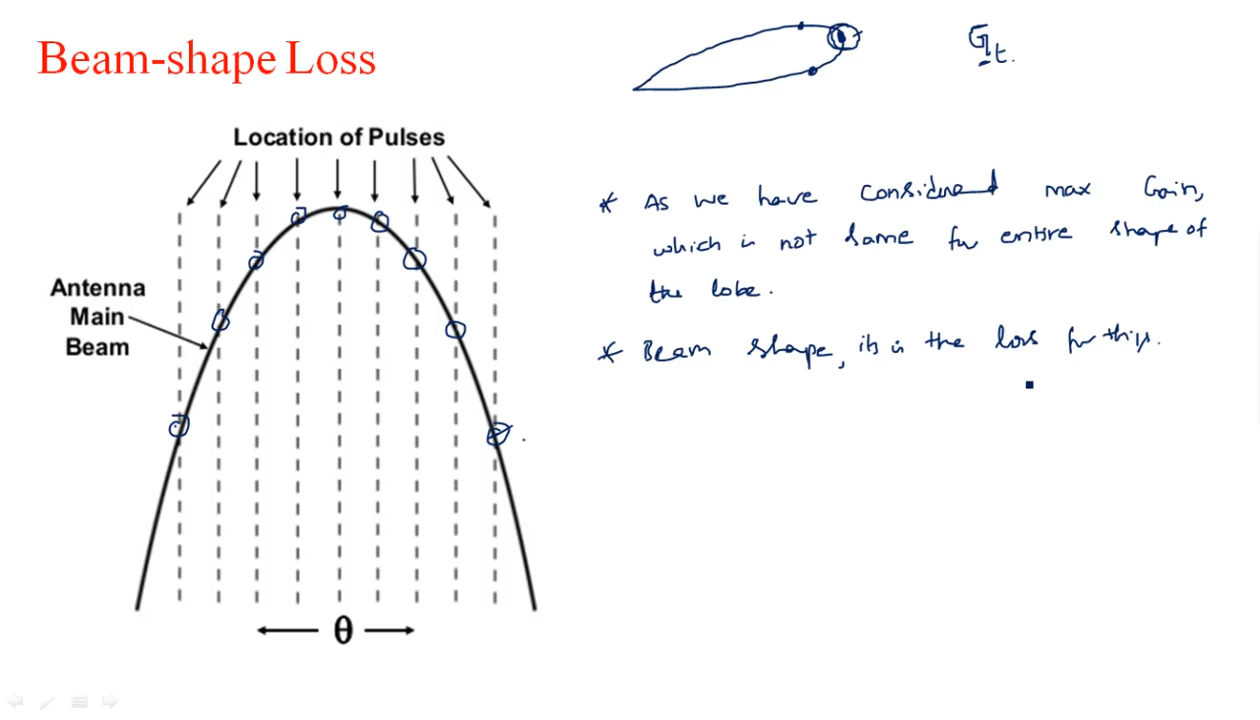 Beam-shape Loss
G_t.
Location of Pulses
Antenna
Main
Beam
θ
* As we have considered max Gain,
which is not same for entire shape of
the lobe.
* Beam shape, its is the loss for this.